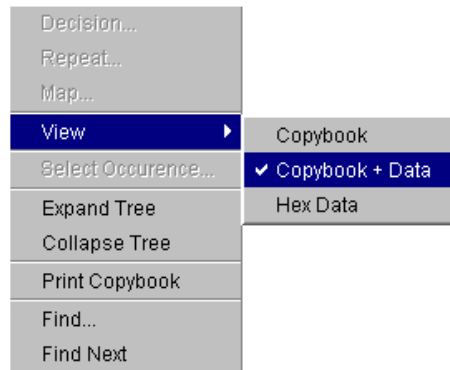 Decision...
Repeat...
Map...
View
Select Occurence...
Expand Tree
Collapse Tree
Print Copybook
Find...
Find Next
Copybook
Copybook + Data
Hex Data